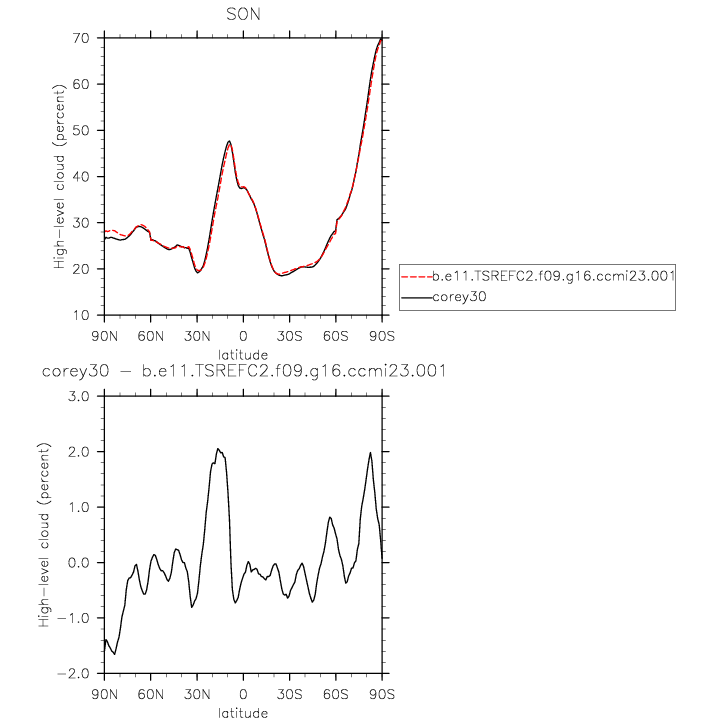 SON
70
60
50
40
30
20
10
High-level cloud (percent)
90N 60N 30N 0 30S 60S 90S
latitude
b.e11.TSREFC2.f09.g16.ccmi23.001
corey30
corey30 - b.e11.TSREFC2.f09.g16.ccmi23.001
3.0
2.0
1.0
0.0
-1.0
-2.0
High-level cloud (percent)
90N 60N 30N 0 30S 60S 90S
latitude